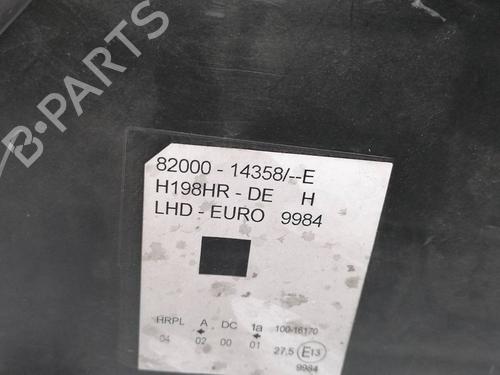 B-PARTS
82000 - 14358/--E
H198HR - DE H
LHD - EURO 9984
HRPL A DC 1a 100-16170
04 02 00 01 27.5 E13
9984